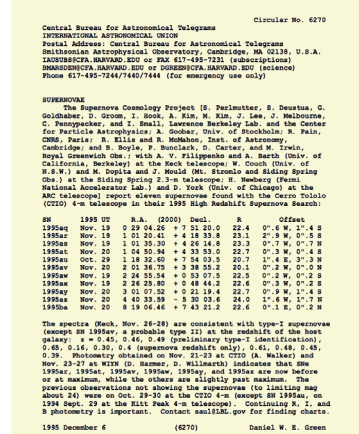 Circular No. 6270
Central Bureau for Astronomical Telegrams
INTERNATIONAL ASTRONOMICAL UNION
Postal Address: Central Bureau for Astronomical Telegrams
Smithsonian Astrophysical Observatory, Cambridge, MA 02138, U.S.A.
IAUSUBS@CFA.HARVARD.EDU or FAX 617-495-7231 (subscriptions)
BMARSDEN@CFA.HARVARD.EDU or DGREEN@CFA.HARVARD.EDU (science)
Phone 617-495-7244/7440/7444 (for emergency use only)
SUPERNOVAE
The Supernova Cosmology Project [S. Perlmutter, S. Deustua, G.
Goldhaber, D. Groom, I. Hook, A. Kim, M. Kim, J. Lee, J. Melbourne,
C. Pennypacker, and I. Small, Lawrence Berkeley Lab. and the Center
for Particle Astrophysics; A. Goobar, Univ. of Stockholm; R. Pain,
CNRS, Paris; R. Ellis and R. McMahon, Inst. of Astronomy,
Cambridge; and B. Boyle, P. Bunclark, D. Carter, and M. Irwin,
Royal Greenwich Obs.; with A. V. Filippenko and A. Barth (Univ. of
California, Berkeley) at the Keck telescope; W. Couch (Univ. of
N.S.W.) and M. Dopita and J. Mould (Mt. Stromlo and Siding Spring
Obs.) at the Siding Spring 2.3-m telescope; H. Newberg (Fermi
National Accelerator Lab.) and D. York (Univ. of Chicago) at the
ARC telescope] report eleven supernovae found with the Cerro Tololo
(CTIO) 4-m telescope in their 1995 High Redshift Supernova Search:
SN 1995 UT R.A. (2000) Decl. R Offset
1995aq Nov. 19 0 29 04.26 + 7 51 20.0 22.4 0".6 W, 1".4 S
1995ar Nov. 19 1 01 20.41 + 4 18 33.8 23.1 2".9 W, 0".5 S
1995as Nov. 19 1 01 35.30 + 4 26 14.8 23.3 0".7 W, 0".7 N
1995at Nov. 20 1 04 50.94 + 4 33 53.0 22.7 0".3 W, 0".4 S
1995au Oct. 29 1 18 32.60 + 7 54 03.5 20.7 1".4 E, 3".3 N
1995av Nov. 20 2 01 36.75 + 3 38 55.2 20.1 0".2 W, 0".0 N
1995aw Nov. 19 2 24 55.54 + 0 53 07.5 22.5 0".2 W, 0".2 S
1995ax Nov. 19 2 26 25.80 + 0 48 44.2 22.6 0".3 W, 0".2 S
1995ay Nov. 20 3 01 07.52 + 0 21 19.4 22.7 0".9 W, 1".4 S
1995az Nov. 20 4 40 33.59 - 5 30 03.6 24.0 1".6 W, 1".7 N
1995ba Nov. 20 8 19 06.46 + 7 43 21.2 22.6 0".1 E, 0".2 N
The spectra (Keck, Nov. 26-28) are consistent with type-I supernovae
(except SN 1995av, a probable type II) at the redshift of the host
galaxy: z = 0.45, 0.46, 0.49 (preliminary type-I identification),
0.65, 0.16, 0.30, 0.4 (supernova redshift only), 0.61, 0.48, 0.45,
0.39. Photometry obtained on Nov. 21-23 at CTIO (A. Walker) and
Nov. 23-27 at WIYN (D. Harmer, D. Willmarth) indicates that SNe
1995ar, 1995at, 1995av, 1995aw, 1995ay, and 1995ax are now before
or at maximum, while the others are slightly past maximum. The
previous observations not showing the supernovae (to limiting mag
about 24) were on Oct. 29-30 at the CTIO 4-m (except SN 1995au, on
1994 Sept. 29 at the Kitt Peak 4-m telescope). Continuing R, I, and
B photometry is important. Contact saul@LBL.gov for finding charts.
1995 December 6 (6270) Daniel W. E. Green